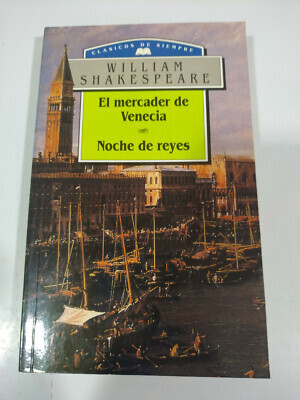 CLASICOS DE SIEMPRE
WILLIAM
SHAKESPEARE
El mercader de
Venecia
Noche de reyes